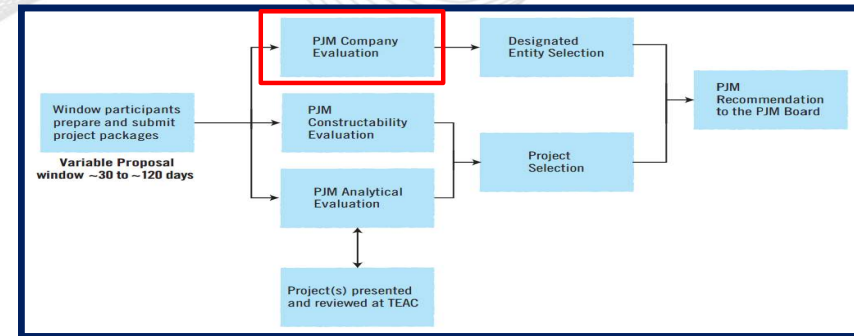 PJM Company
Evaluation
Designated
Entity Selection
Window participants
prepare and submit
project packages
Variable Proposal
window ~30 to ~120 days
PJM
Constructability
Evaluation
PJM Analytical
Evaluation
Project
Selection
PJM
Recommendation
to the PJM Board
Project(s) presented
and reviewed at TEAC